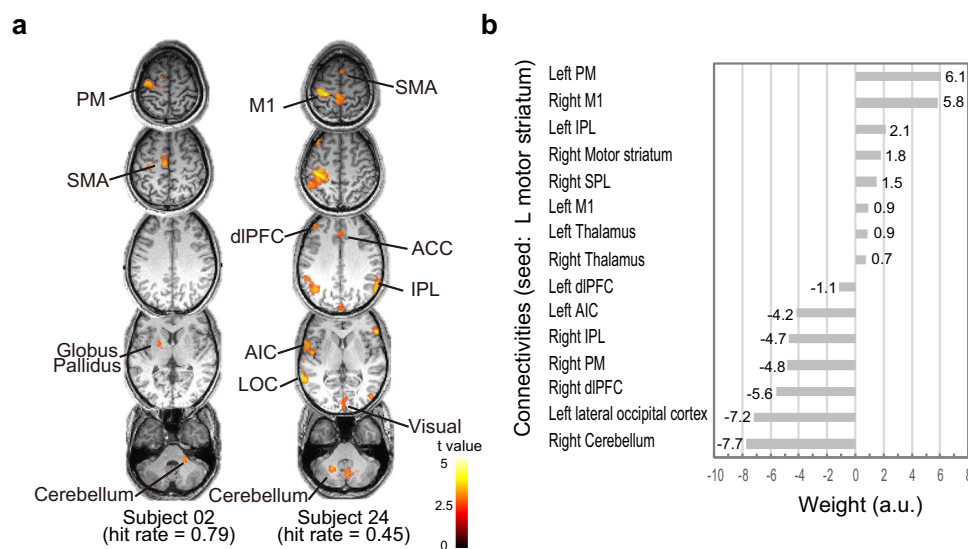 a
PM
SMA
Globus
Pallidus
Cerebellum
Subject 02
(hit rate = 0.79)
M1
SMA
dlPFC
ACC
IPL
AIC
LOC
Visual
Cerebellum
Subject 24
(hit rate = 0.45)
t value
5
2.5
0
b
Connectivities (seed: L motor striatum)
Left PM 6.1
Right M1 5.8
Left IPL 2.1
Right Motor striatum 1.8
Right SPL 1.5
Left M1 0.9
Left Thalamus 0.9
Right Thalamus 0.7
Left dlPFC -1.1
Left AIC -4.2
Right IPL -4.7
Right PM -4.8
Right dlPFC -5.6
Left lateral occipital cortex -7.2
Right Cerebellum -7.7
-10 -8 -6 -4 -2 0 2 4 6 8
Weight (a.u.)